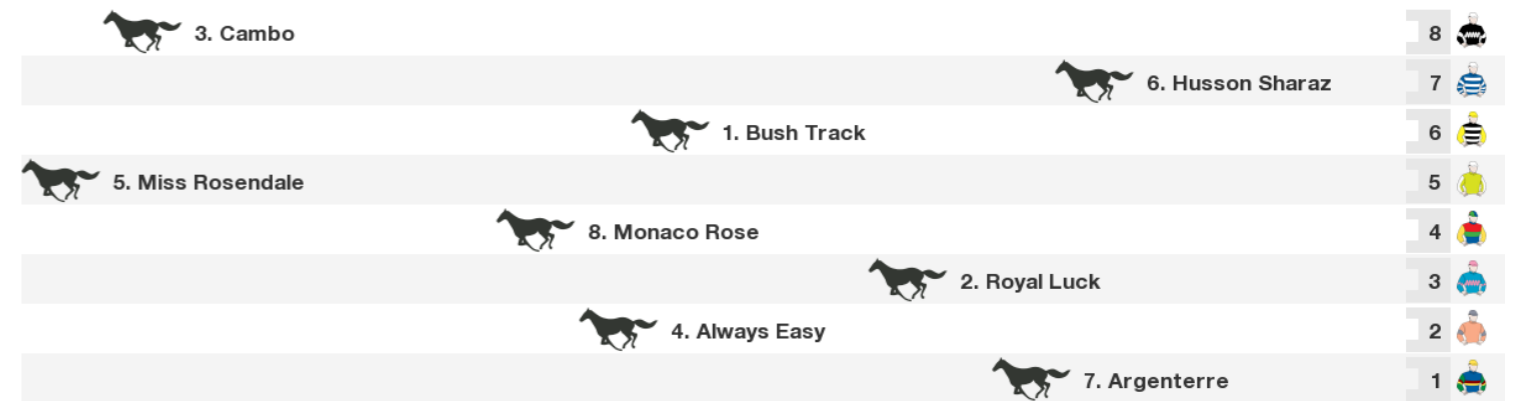 3. Cambo 8
6. Husson Sharaz 7
1. Bush Track 6
5. Miss Rosendale 5
8. Monaco Rose 4
2. Royal Luck 3
4. Always Easy 2
7. Argenterre 1